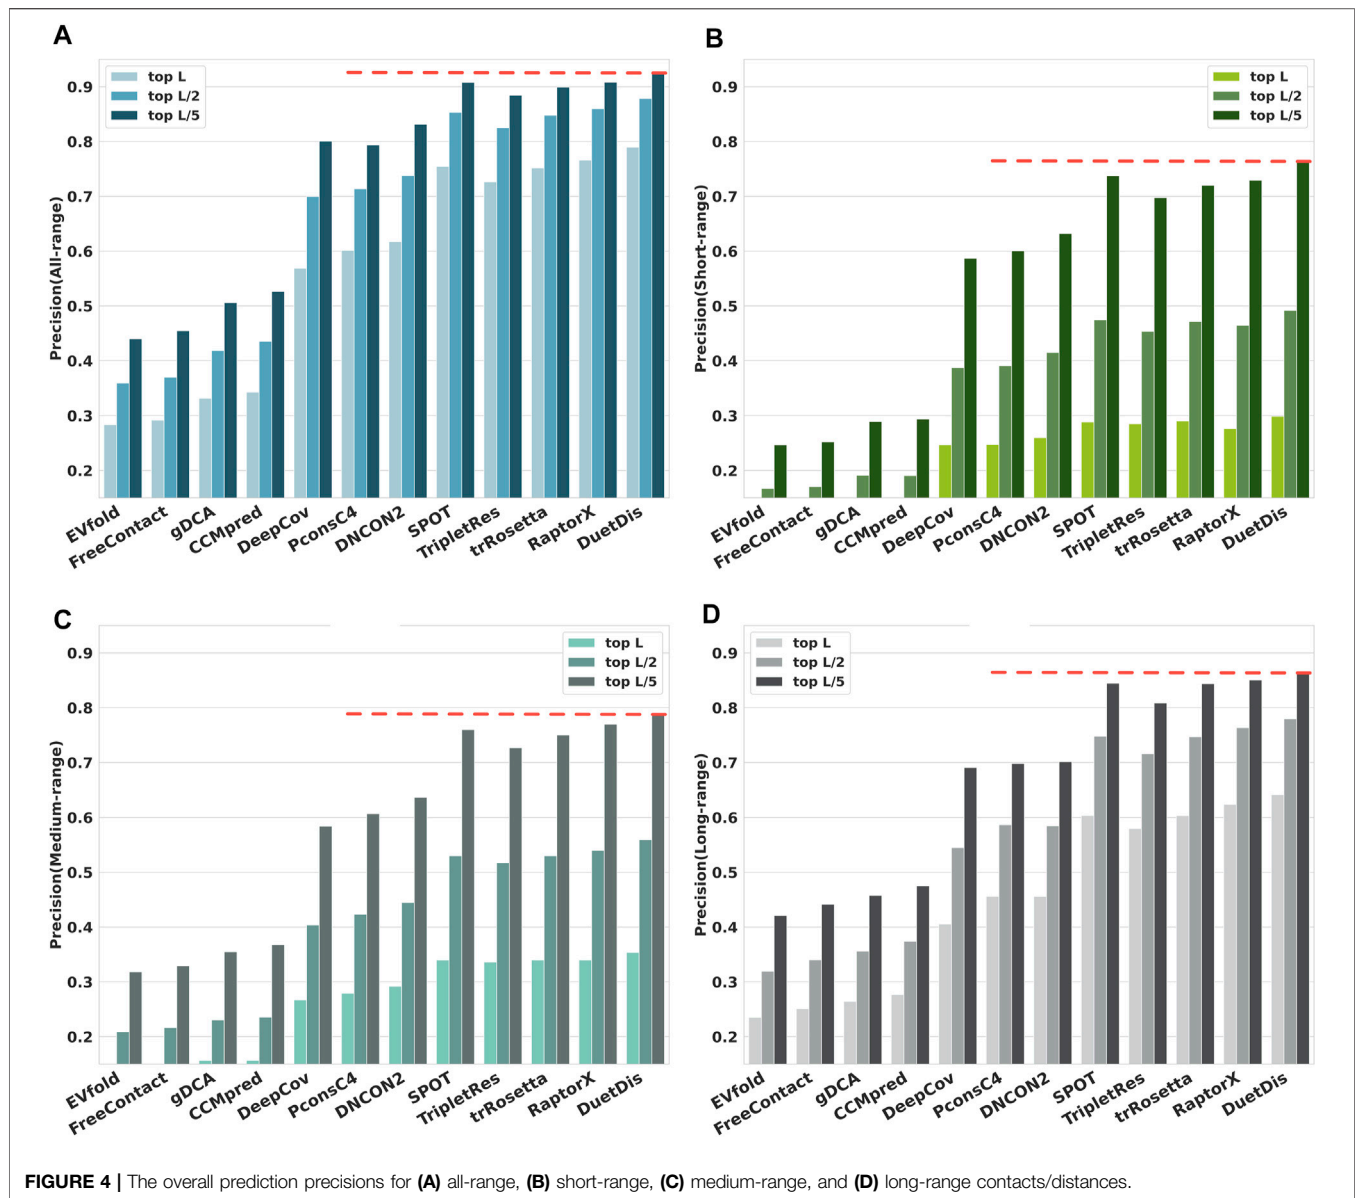 A
top L
top L/2
top L/5
Precision(All-range)
0.9
0.8
0.7
0.6
0.5
0.4
0.3
0.2
EVfold
FreeContact
gDCA
CCMpred
DeepCov
PconsC4
DNCON2
SPOT
TripletRes
trRosetta
RaptorX
DuetDis
B
top L
top L/2
top L/5
Precision(Short-range)
0.9
0.8
0.7
0.6
0.5
0.4
0.3
0.2
EVfold
FreeContact
gDCA
CCMpred
DeepCov
PconsC4
DNCON2
SPOT
TripletRes
trRosetta
RaptorX
DuetDis
C
top L
top L/2
top L/5
Precision(Medium-range)
0.9
0.8
0.7
0.6
0.5
0.4
0.3
0.2
EVfold
FreeContact
gDCA
CCMpred
DeepCov
PconsC4
DNCON2
SPOT
TripletRes
trRosetta
RaptorX
DuetDis
D
top L
top L/2
top L/5
Precision(Long-range)
0.9
0.8
0.7
0.6
0.5
0.4
0.3
0.2
EVfold
FreeContact
gDCA
CCMpred
DeepCov
PconsC4
DNCON2
SPOT
TripletRes
trRosetta
RaptorX
DuetDis
FIGURE 4 | The overall prediction precisions for (A) all-range, (B) short-range, (C) medium-range, and (D) long-range contacts/distances.